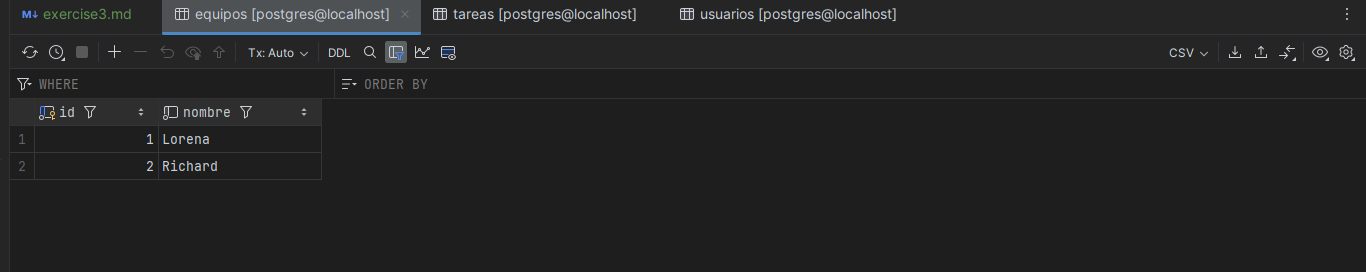 M↓ exercise3.md equipos [postgres@localhost] × tareas [postgres@localhost] usuarios [postgres@localhost]
Tx: Auto DDL CSV
WHERE ORDER BY
id nombre
1 1 Lorena
2 2 Richard